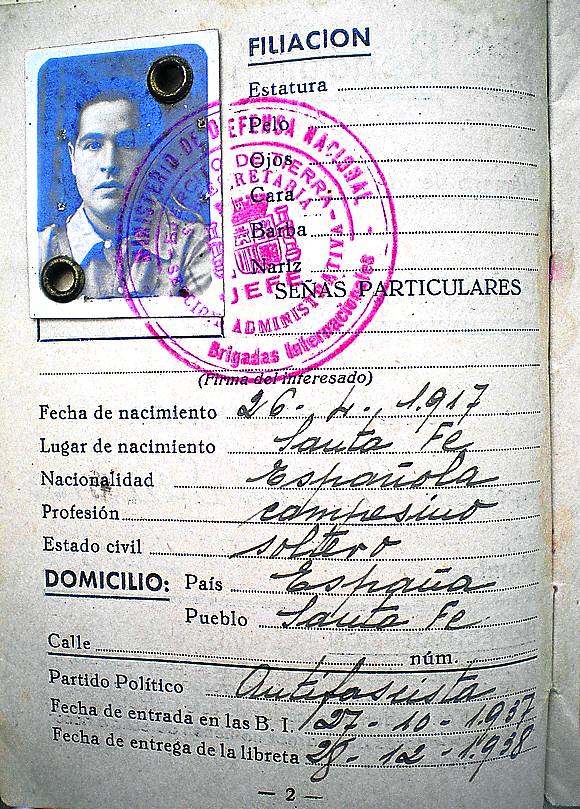 FILIACION
Estatura
Pelo
Ojos
Cara
Barba
Nariz
SEÑAS PARTICULARES
MINISTERIO DE DEFENSA NACIONAL
JEFE
ADMINISTRATIVA
Brigadas Internacionales
(Firma del interesado)
Fecha de nacimiento 26 - 4 -, 1.917
Lugar de nacimiento Santa Fe
Nacionalidad Española
Profesión campesino
Estado civil soltero
DOMICILIO: País España
Pueblo Santa Fe
Calle núm.
Partido Político Antifascista
Fecha de entrada en las B. I. 27 - 10 - 1.937
Fecha de entrega de la libreta 28 - 12 - 1.938
— 2 —